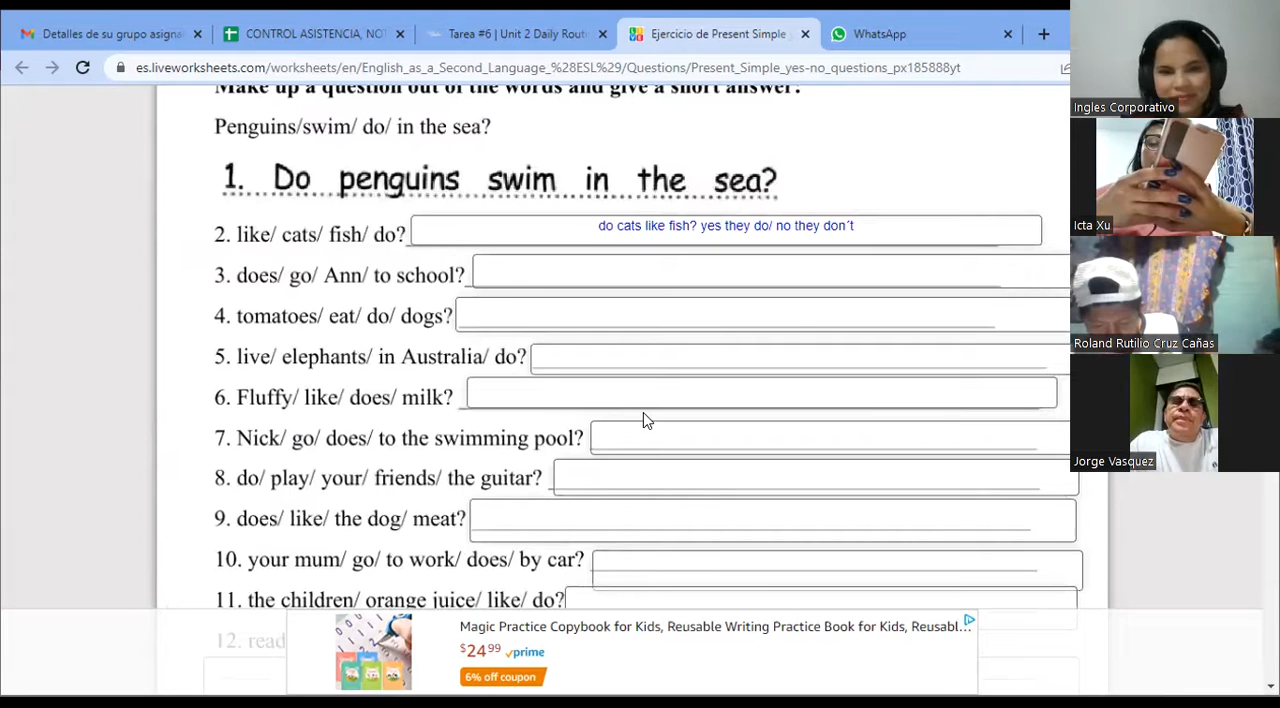 Detalles de su grupo asigna
CONTROL ASISTENCIA, NOT
Tarea #6 | Unit 2 Daily Routi
Ejercicio de Present Simple
WhatsApp
es.liveworksheets.com/worksheets/en/English_as_a_Second_Language_%28ESL%29/Questions/Present_Simple_yes-no_questions_px185888yt
Make up a question out of the words and give a short answer:
Penguins/swim/ do/ in the sea?
1. Do penguins swim in the sea?
2. like/ cats/ fish/ do?
do cats like fish? yes they do/ no they don´t
3. does/ go/ Ann/ to school?
4. tomatoes/ eat/ do/ dogs?
5. live/ elephants/ in Australia/ do?
6. Fluffy/ like/ does/ milk?
7. Nick/ go/ does/ to the swimming pool?
8. do/ play/ your/ friends/ the guitar?
9. does/ like/ the dog/ meat?
10. your mum/ go/ to work/ does/ by car?
11. the children/ orange juice/ like/ do?
12. read
Magic Practice Copybook for Kids, Reusable Writing Practice Book for Kids, Reusabl...
$24 99 prime
6% off coupon
Ingles Corporativo
Icta Xu
Roland Rutilio Cruz Cañas
Jorge Vasquez